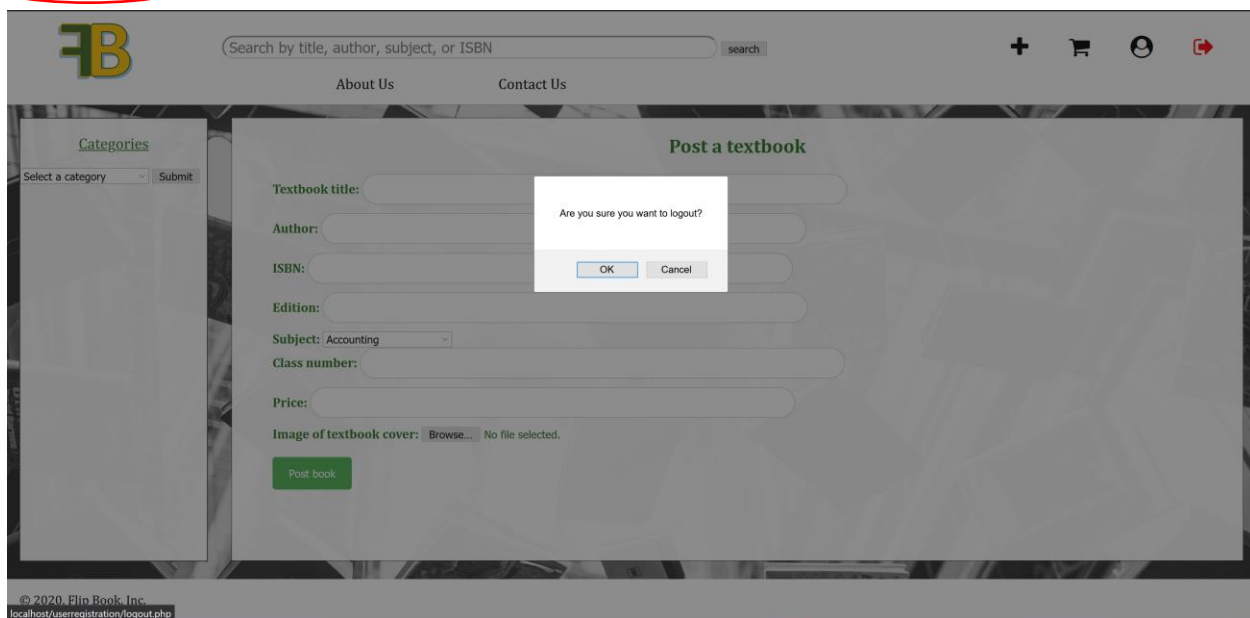 FB
Search by title, author, subject, or ISBN
search
About Us
Contact Us
Categories
Select a category
Submit
Post a textbook
Textbook title:
Author:
ISBN:
Edition:
Subject: Accounting
Class number:
Price:
Image of textbook cover: Browse... No file selected.
Post book
Are you sure you want to logout?
OK
Cancel
© 2020, Flip Book, Inc.
localhost/userregistration/logout.php